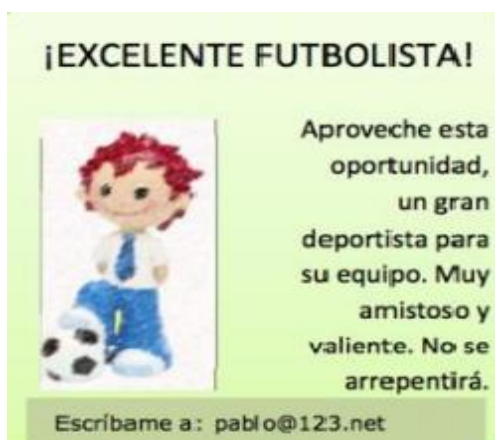 ¡EXCELENTE FUTBOLISTA!
Aproveche esta
oportunidad,
un gran
deportista para
su equipo. Muy
amistoso y
valiente. No se
arrepentirá.
Escríbame a: pablo@123.net